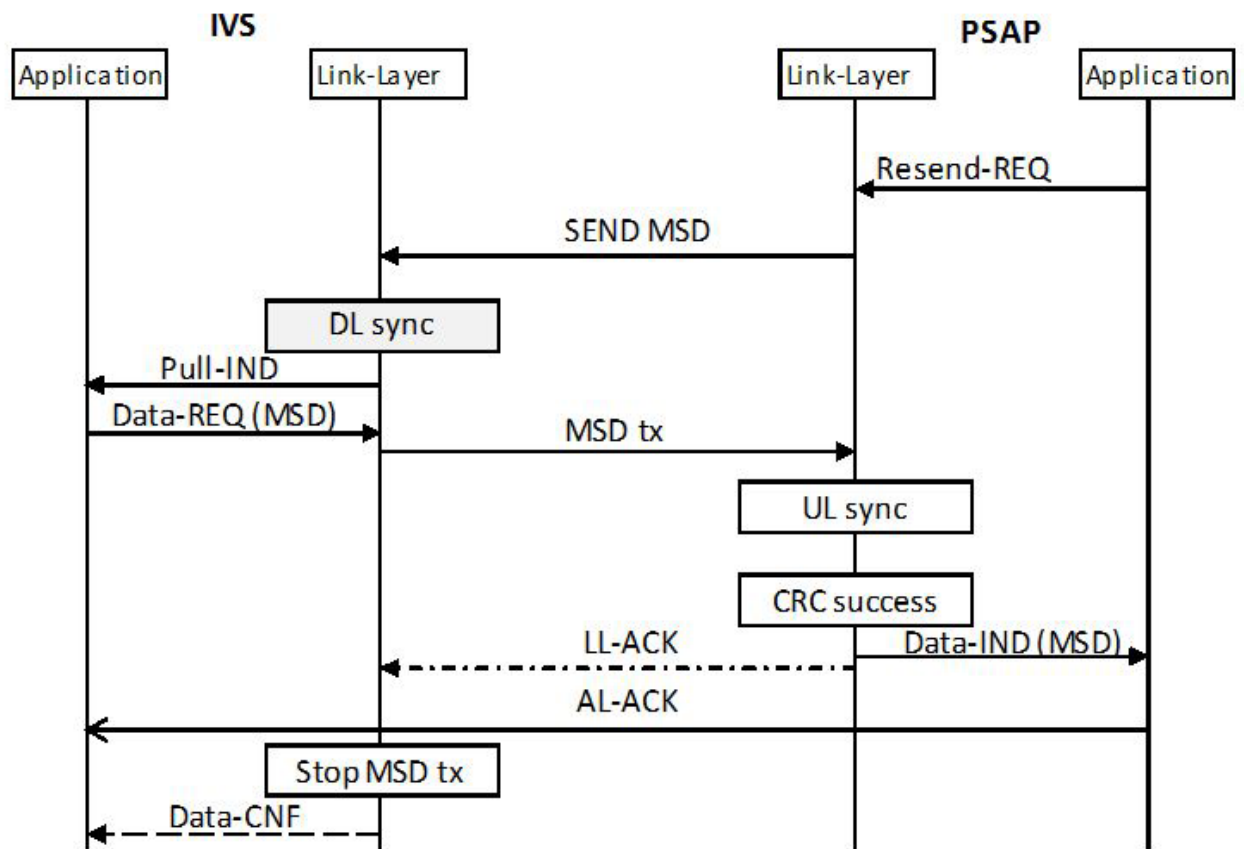 IVS
PSAP
Application
Link-Layer
Link-Layer
Application
Resend-REQ
SEND MSD
DL sync
Pull-IND
Data-REQ (MSD)
MSD tx
UL sync
CRC success
LL-ACK
Data-IND (MSD)
AL-ACK
Stop MSD tx
Data-CNF